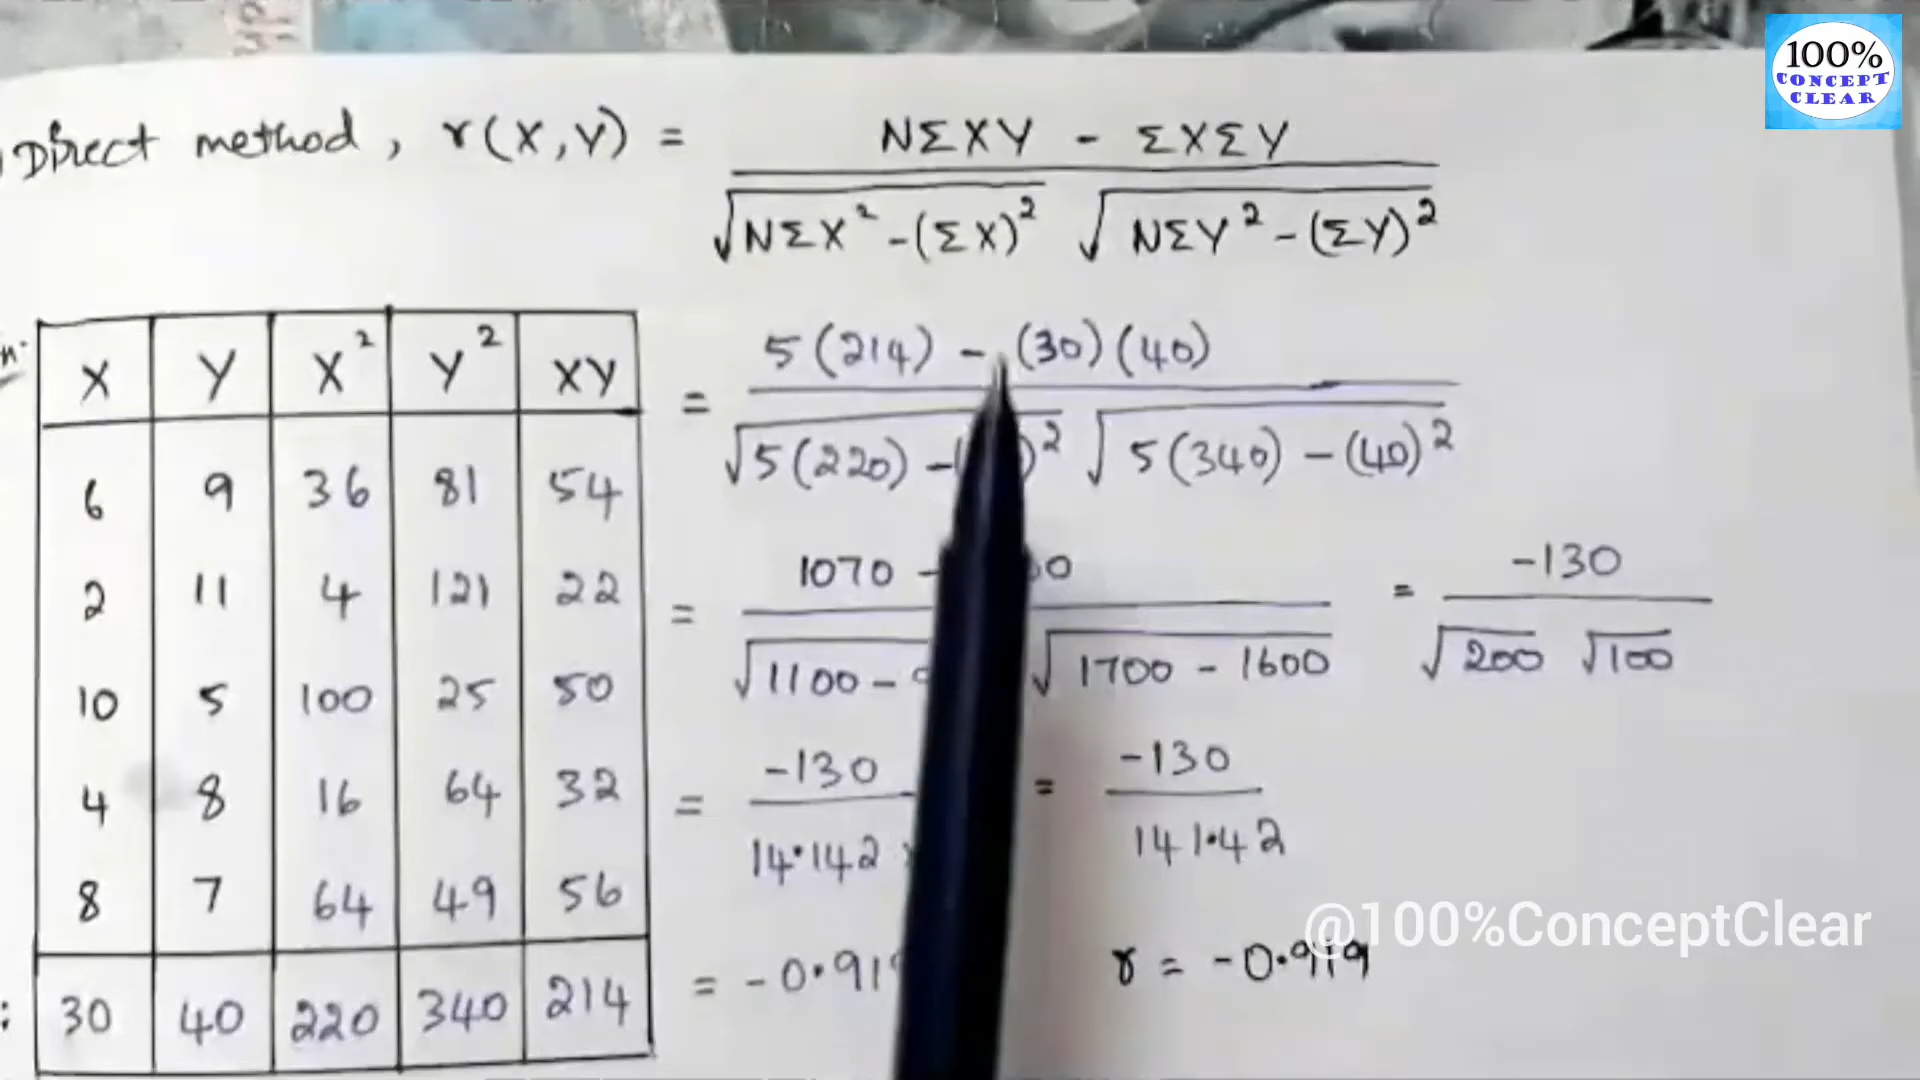 100%
CONCEPT
CLEAR
Direct method, r(X,Y) = NΣXY - ΣXΣY
√NΣX² -(ΣX)² √NΣY² -(ΣY)²
X Y X² Y² XY
6 9 36 81 54
2 11 4 121 22
10 5 100 25 50
4 8 16 64 32
8 7 64 49 56
30 40 220 340 214
= 5(214) - (30)(40)
√5(220) - )² √5(340) - (40)²
= 1070 - 0
√1100 - √1700 - 1600
= -130
√200 √100
= -130
14.142
= -130
141.42
= -0.91
r = -0.919
@100%ConceptClear